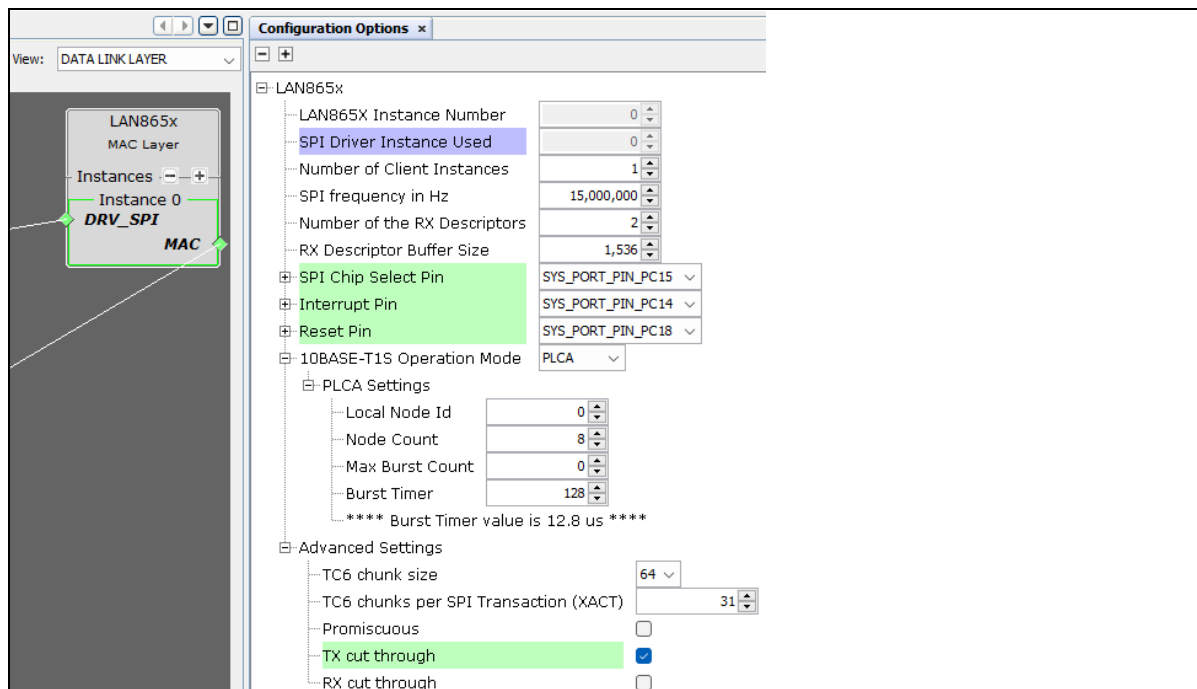 Configuration Options ×
View: DATA LINK LAYER
LAN865x
MAC Layer
Instances
Instance 0
DRV_SPI
MAC
LAN865x
LAN865X Instance Number 0
SPI Driver Instance Used 0
Number of Client Instances 1
SPI frequency in Hz 15,000,000
Number of the RX Descriptors 2
RX Descriptor Buffer Size 1,536
SPI Chip Select Pin SYS_PORT_PIN_PC15
Interrupt Pin SYS_PORT_PIN_PC14
Reset Pin SYS_PORT_PIN_PC18
10BASE-T1S Operation Mode PLCA
PLCA Settings
Local Node Id 0
Node Count 8
Max Burst Count 0
Burst Timer 128
**** Burst Timer value is 12.8 us ****
Advanced Settings
TC6 chunk size 64
TC6 chunks per SPI Transaction (XACT) 31
Promiscuous
TX cut through
RX cut through